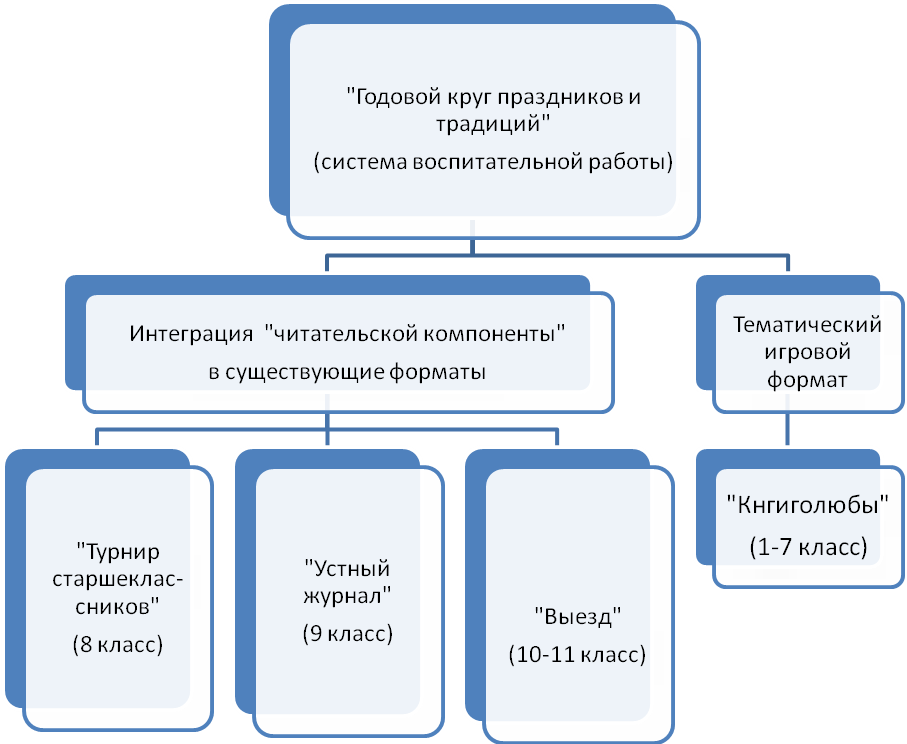 "Годовой круг праздников и
традиций"
(система воспитательной работы)
Интеграция "читательской компоненты"
в существующие форматы
Тематический
игровой
формат
"Турнир
старшеклас-
сников"
(8 класс)
"Устный
журнал"
(9 класс)
"Выезд"
(10-11 класс)
"Кнгиголюбы"
(1-7 класс)